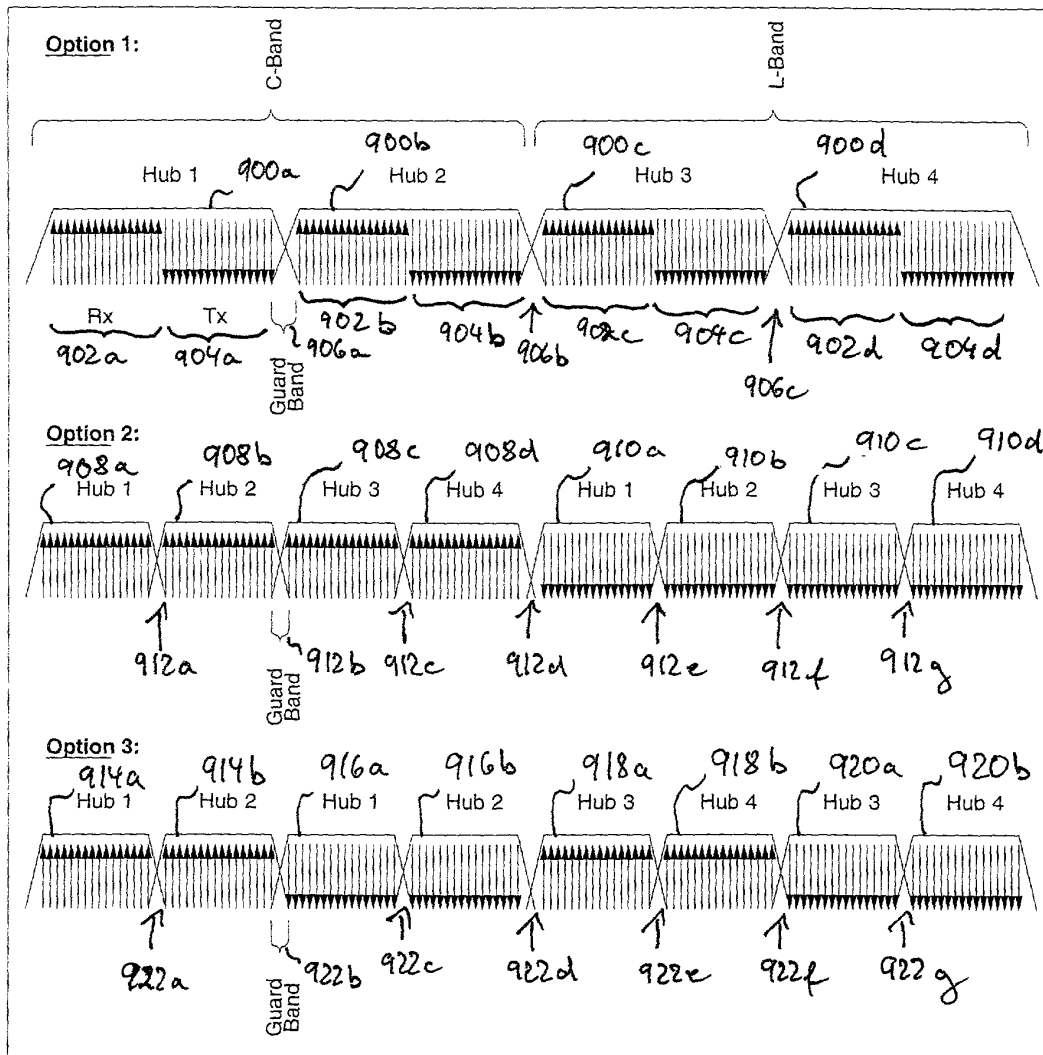 Option 1:
C-Band
L-Band
900b
900c
900d
Hub 1
900a
Hub 2
Hub 3
Hub 4
Rx
Tx
902a
904a
906a
902b
904b
906b
902c
904c
906c
902d
904d
Guard
Band
Option 2:
908a
908b
908c
908d
910a
910b
910c
910d
Hub 1
Hub 2
Hub 3
Hub 4
Hub 1
Hub 2
Hub 3
Hub 4
912a
912b
912c
912d
912e
912f
912g
Guard
Band
Option 3:
914a
914b
916a
916b
918a
918b
920a
920b
Hub 1
Hub 2
Hub 1
Hub 2
Hub 3
Hub 4
Hub 3
Hub 4
922a
922b
922c
922d
922e
922f
922g
Guard
Band